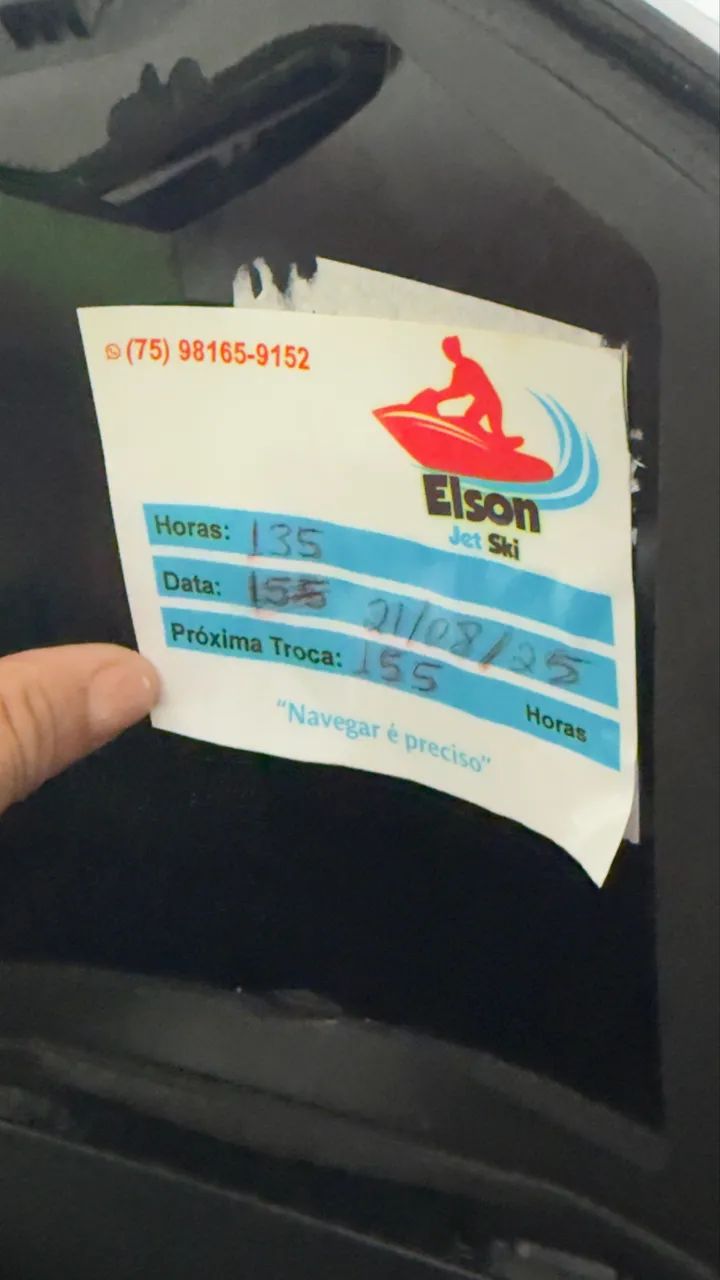 (75) 98165-9152
Elson
Jet Ski
Horas: 135
Data: 155 21/08/25
Próxima Troca: 155 Horas
"Navegar é preciso"